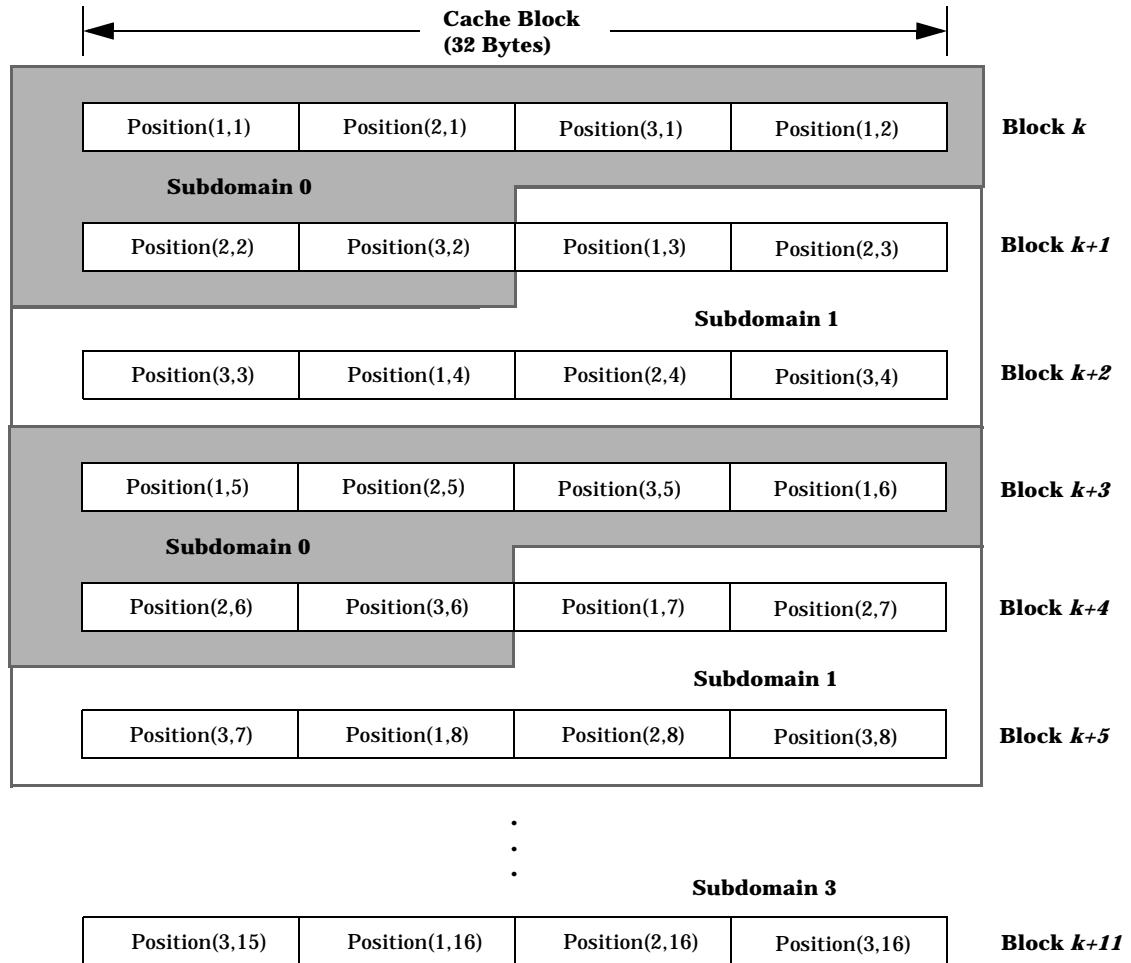 Cache Block
(32 Bytes)
Position(1,1) Position(2,1) Position(3,1) Position(1,2) Block k
Subdomain 0
Position(2,2) Position(3,2) Position(1,3) Position(2,3) Block k+1
Subdomain 1
Position(3,3) Position(1,4) Position(2,4) Position(3,4) Block k+2
Position(1,5) Position(2,5) Position(3,5) Position(1,6) Block k+3
Subdomain 0
Position(2,6) Position(3,6) Position(1,7) Position(2,7) Block k+4
Subdomain 1
Position(3,7) Position(1,8) Position(2,8) Position(3,8) Block k+5
.
.
.
Subdomain 3
Position(3,15) Position(1,16) Position(2,16) Position(3,16) Block k+11